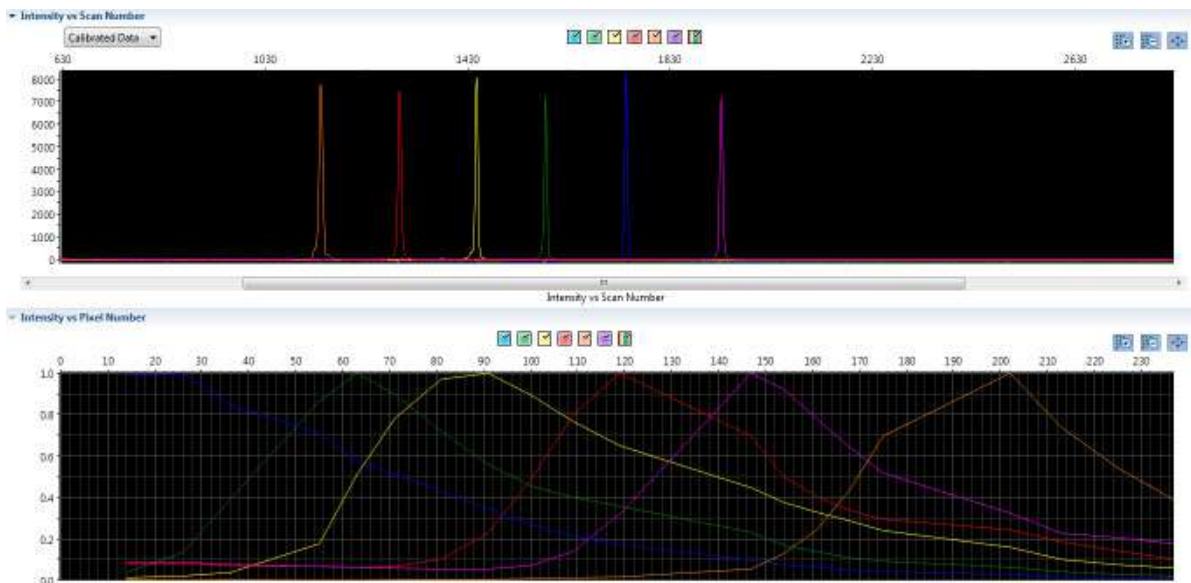 Intensity vs Scan Number
Calibrated Data
630 1030 1430 1830 2230 2630
8000
7000
6000
5000
4000
3000
2000
1000
0
Intensity vs Scan Number
Intensity vs Pixel Number
0 10 20 30 40 50 60 70 80 90 100 110 120 130 140 150 160 170 180 190 200 210 220 230
1.0
0.8
0.6
0.4
0.2
0.0